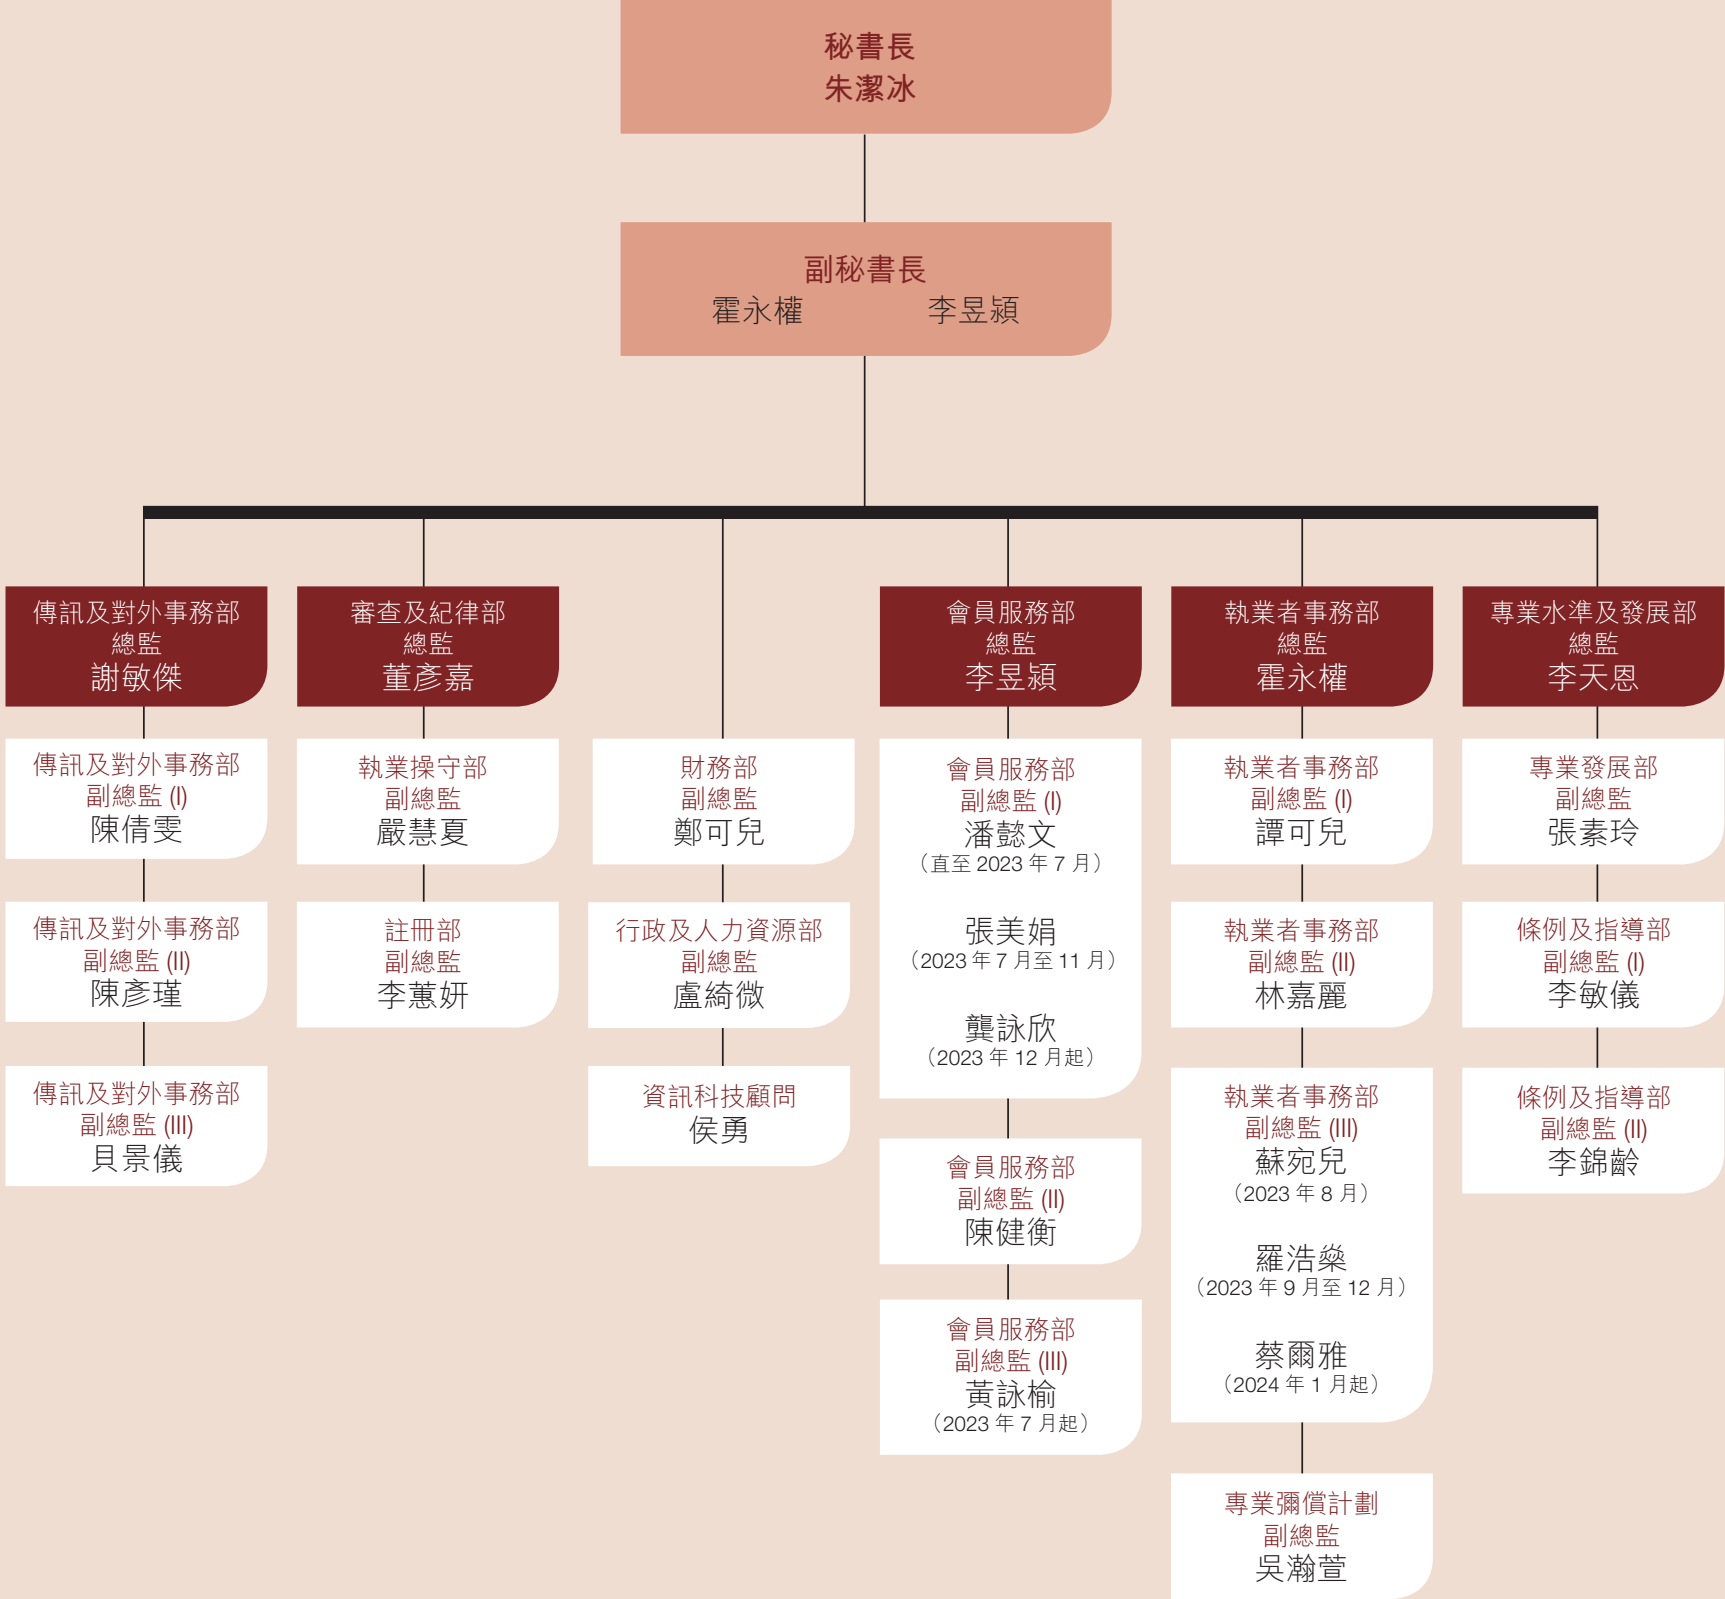 秘書長
朱潔冰
副秘書長
霍永權
李昱頴
傳訊及對外事務部
總監
謝敏傑
傳訊及對外事務部
副總監 (I)
陳倩雯
傳訊及對外事務部
副總監 (II)
陳彥瑾
傳訊及對外事務部
副總監 (III)
貝景儀
審查及紀律部
總監
董彥嘉
執業操守部
副總監
嚴慧夏
註冊部
副總監
李蕙妍
財務部
副總監
鄭可兒
行政及人力資源部
副總監
盧綺微
資訊科技顧問
侯勇
會員服務部
總監
李昱頴
會員服務部
副總監 (I)
潘懿文
（直至 2023 年 7 月）
張美娟
（2023 年 7 月至 11 月）
龔詠欣
（2023 年 12 月起）
會員服務部
副總監 (II)
陳健衡
會員服務部
副總監 (III)
黃詠榆
（2023 年 7 月起）
執業者事務部
總監
霍永權
執業者事務部
副總監 (I)
譚可兒
執業者事務部
副總監 (II)
林嘉麗
執業者事務部
副總監 (III)
蘇宛兒
（2023 年 8 月）
羅浩燊
（2023 年 9 月至 12 月）
蔡爾雅
（2024 年 1 月起）
專業彌償計劃
副總監
吳瀚萱
專業水準及發展部
總監
李天恩
專業發展部
副總監
張素玲
條例及指導部
副總監 (I)
李敏儀
條例及指導部
副總監 (II)
李錦齡